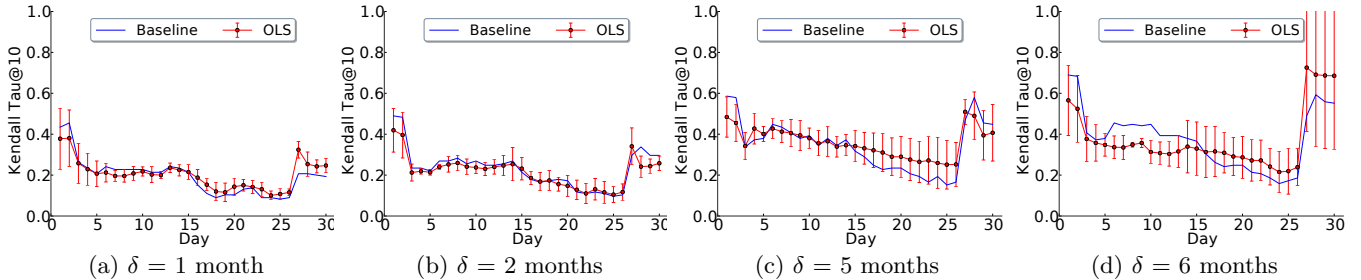 Kendall Tau@10
1.0
0.8
0.6
0.4
0.2
0.0
Baseline OLS
0 5 10 15 20 25 30
Day
(a) δ = 1 month
Kendall Tau@10
1.0
0.8
0.6
0.4
0.2
0.0
Baseline OLS
0 5 10 15 20 25 30
Day
(b) δ = 2 months
Kendall Tau@10
1.0
0.8
0.6
0.4
0.2
0.0
Baseline OLS
0 5 10 15 20 25 30
Day
(c) δ = 5 months
Kendall Tau@10
1.0
0.8
0.6
0.4
0.2
0.0
Baseline OLS
0 5 10 15 20 25 30
Day
(d) δ = 6 months